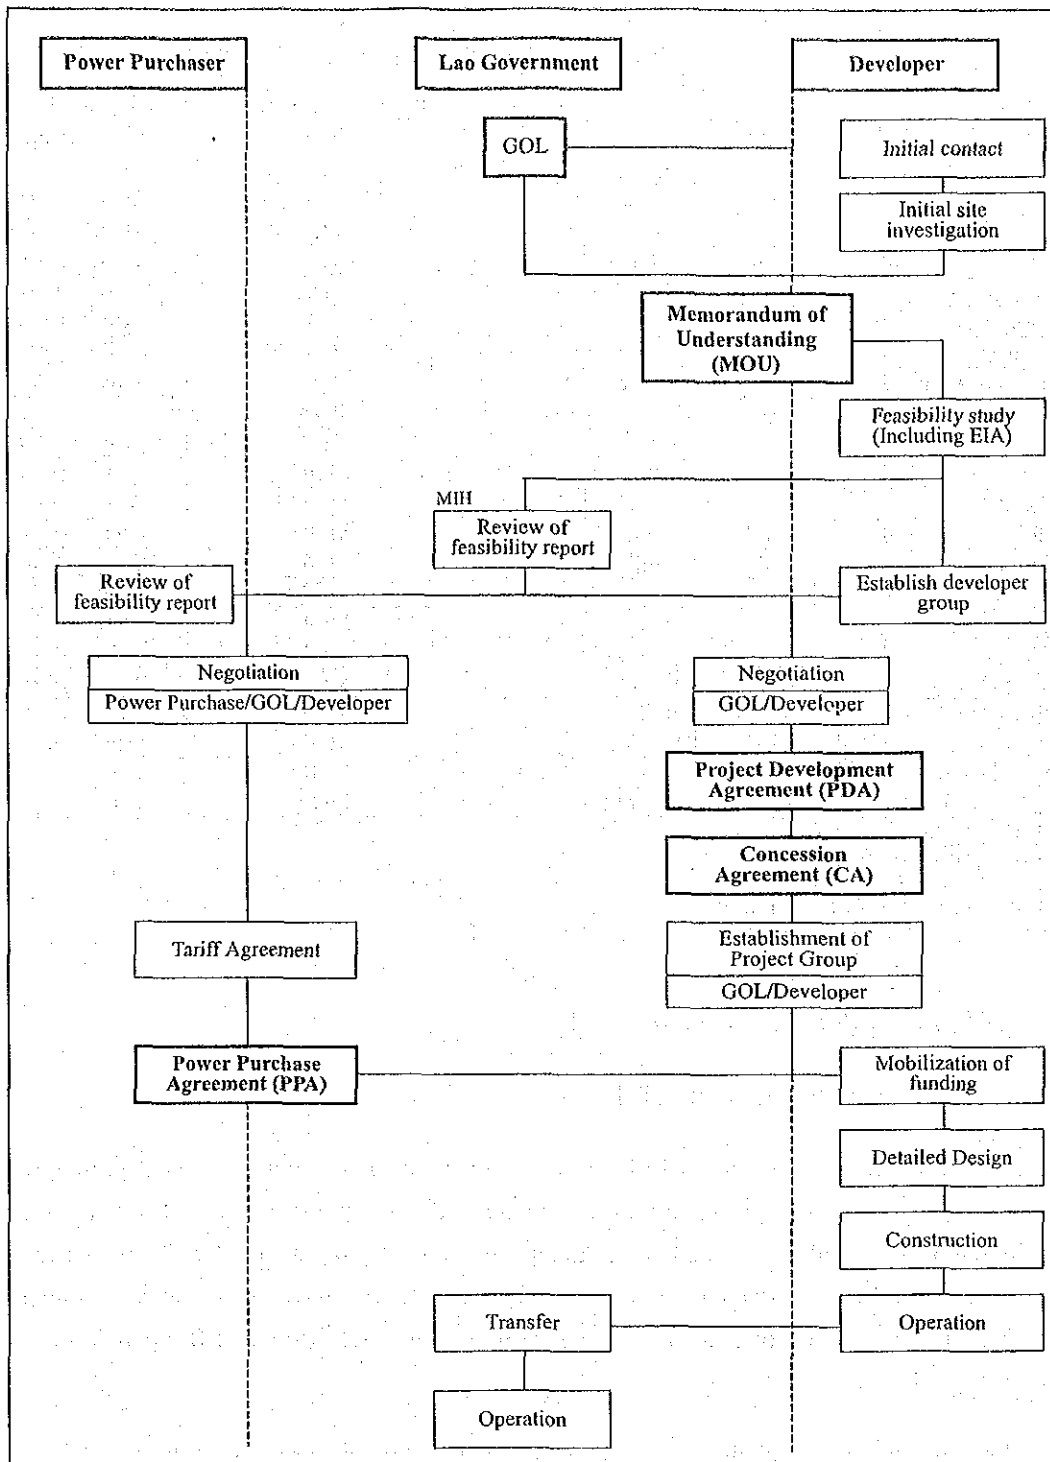 Power Purchaser
Lao Government
Developer
GOL
Initial contact
Initial site
investigation
Memorandum of
Understanding
(MOU)
Feasibility study
(Including EIA)
MIH
Review of
feasibility report
Review of
feasibility report
Establish developer
group
Negotiation
Power Purchase/GOL/Developer
Negotiation
GOL/Developer
Project Development
Agreement (PDA)
Concession
Agreement (CA)
Tariff Agreement
Establishment of
Project Group
GOL/Developer
Power Purchase
Agreement (PPA)
Mobilization of
funding
Detailed Design
Construction
Transfer
Operation
Operation